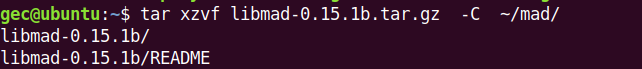 gec@ubuntu:~$ tar xzvf libmad-0.15.1b.tar.gz  -C  ~/mad/
libmad-0.15.1b/
libmad-0.15.1b/README